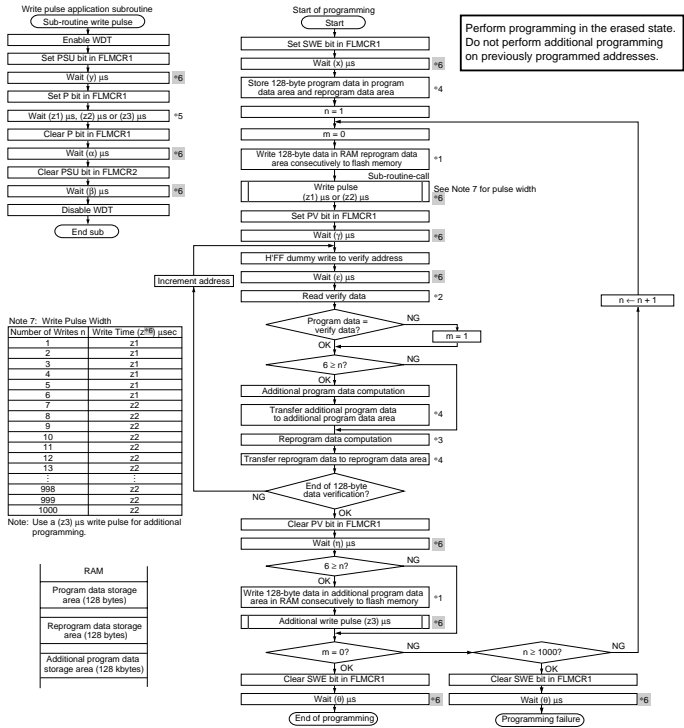 Write pulse application subroutine
Sub-routine write pulse
Enable WDT
Set PSU bit in FLMCR1
Wait (y) μs
*6
Set P bit in FLMCR1
Wait (z1) μs, (z2) μs or (z3) μs
*5
Clear P bit in FLMCR1
Wait (α) μs
*6
Clear PSU bit in FLMCR2
Wait (β) μs
*6
Disable WDT
End sub
Start of programming
Start
Set SWE bit in FLMCR1
Wait (x) μs
*6
Store 128-byte program data in program
data area and reprogram data area
*4
n = 1
m = 0
Write 128-byte data in RAM reprogram data
area consecutively to flash memory
*1
Sub-routine-call
Write pulse
(z1) μs or (z2) μs
See Note 7 for pulse width
*6
Set PV bit in FLMCR1
Wait (γ) μs
*6
H'FF dummy write to verify address
Wait (ε) μs
*6
Read verify data
*2
Increment address
Program data =
verify data?
NG
m = 1
OK
6 ≥ n?
NG
OK
Additional program data computation
Transfer additional program data
to additional program data area
*4
Reprogram data computation
*3
Transfer reprogram data to reprogram data area
*4
End of 128-byte
data verification?
NG
OK
Clear PV bit in FLMCR1
Wait (η) μs
*6
6 ≥ n?
NG
OK
Write 128-byte data in additional program data
area in RAM consecutively to flash memory
*1
Additional write pulse (z3) μs
*6
m = 0?
NG
OK
Clear SWE bit in FLMCR1
Wait (θ) μs
*6
End of programming
n ≥ 1000?
NG
OK
Clear SWE bit in FLMCR1
Wait (θ) μs
*6
Programming failure
n ← n + 1
Perform programming in the erased state.
Do not perform additional programming
on previously programmed addresses.
Note 7: Write Pulse Width
Number of Writes n Write Time (z*6) μsec
1 z1
2 z1
3 z1
4 z1
5 z1
6 z1
7 z2
8 z2
9 z2
10 z2
11 z2
12 z2
13 z2
⋮ ⋮
998 z2
999 z2
1000 z2
Note: Use a (z3) μs write pulse for additional
programming.
RAM
Program data storage
area (128 bytes)
Reprogram data storage
area (128 bytes)
Additional program data
storage area (128 kbytes)